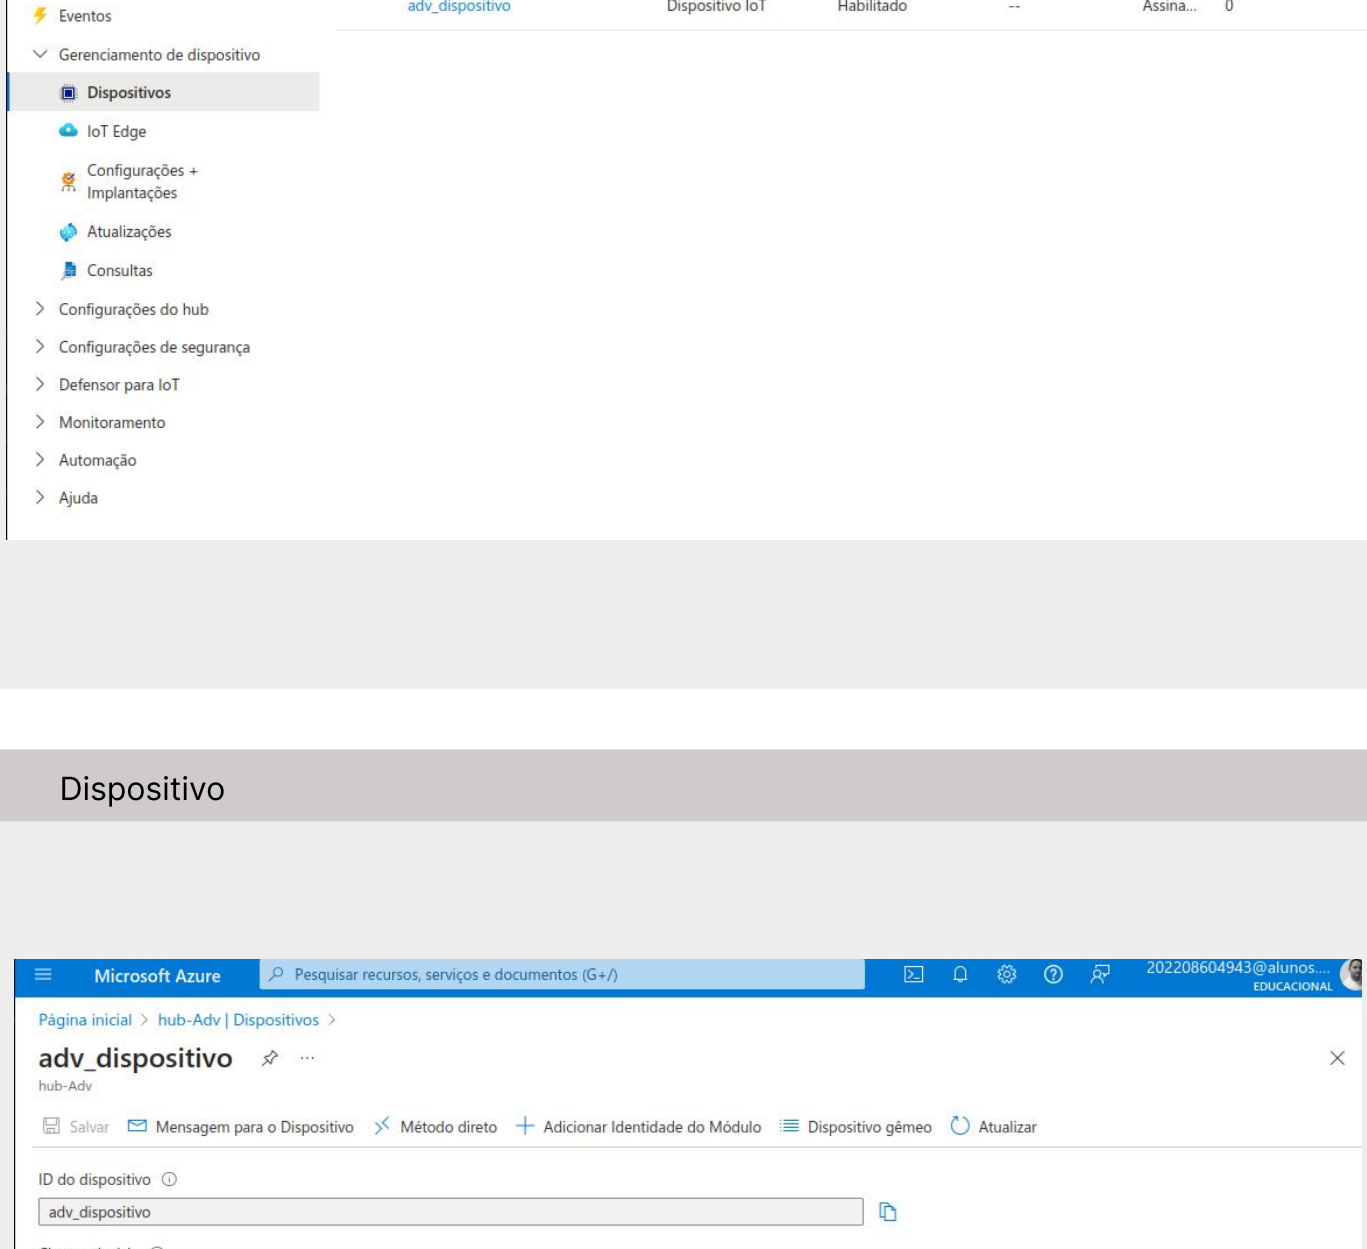 Eventos
adv_dispositivo Dispositivo IoT Habilitado -- Assina... 0
Gerenciamento de dispositivo
Dispositivos
IoT Edge
Configurações +
Implantações
Atualizações
Consultas
Configurações do hub
Configurações de segurança
Defensor para IoT
Monitoramento
Automação
Ajuda
Dispositivo
Microsoft Azure Pesquisar recursos, serviços e documentos (G+/) 202208604943@alunos....
EDUCACIONAL
Página inicial > hub-Adv | Dispositivos >
adv_dispositivo ...
hub-Adv
Salvar Mensagem para o Dispositivo Método direto Adicionar Identidade do Módulo Dispositivo gêmeo Atualizar
ID do dispositivo
adv_dispositivo